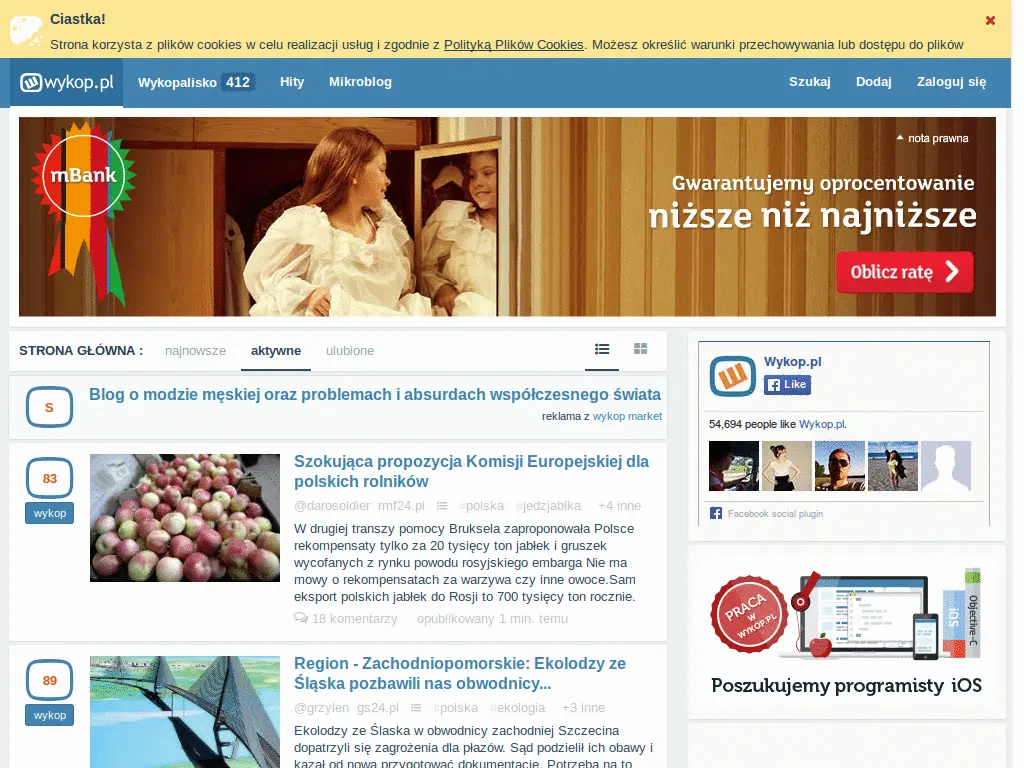 Ciastka!
Strona korzysta z plików cookies w celu realizacji usług i zgodnie z Polityką Plików Cookies. Możesz określić warunki przechowywania lub dostępu do plików
wykop.pl
Wykopalisko 412
Hity
Mikroblog
Szukaj
Dodaj
Zaloguj się
mBank
nota prawna
Gwarantujemy oprocentowanie
niższe niż najniższe
Oblicz ratę
STRONA GŁÓWNA :
najnowsze
aktywne
ulubione
S
Blog o modzie męskiej oraz problemach i absurdach współczesnego świata
reklama z wykop market
83
wykop
Szokująca propozycja Komisji Europejskiej dla
polskich rolników
@darosoldier rmf24.pl #polska #jedzjablka +4 inne
W drugiej transzy pomocy Bruksela zaproponowała Polsce
rekompensaty tylko za 20 tysięcy ton jabłek i gruszek
wycofanych z rynku powodu rosyjskiego embarga Nie ma
mowy o rekompensatach za warzywa czy inne owoce.Sam
eksport polskich jabłek do Rosji to 700 tysięcy ton rocznie.
18 komentarzy opublikowany 1 min. temu
89
wykop
Region - Zachodniopomorskie: Ekolodzy ze
Śląska pozbawili nas obwodnicy...
@grzylen gs24.pl #polska #ekologia +3 inne
Ekolodzy ze Ślaska w obwodnicy zachodniej Szczecina
dopatrzyli się zagrożenia dla płazów. Sąd podzielił ich obawy i
kazał od nowa przygotować dokumentację. Potrzeba na to
Wykop.pl
Like
54,694 people like Wykop.pl.
Facebook social plugin
PRACA
W
WYKOP.PL
iOS
Objective-C
Poszukujemy programisty iOS